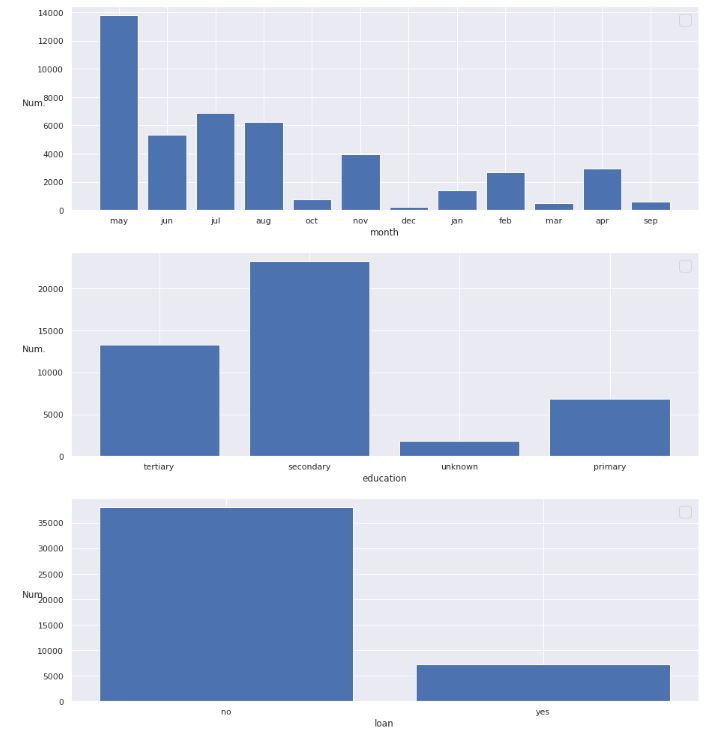 14000
12000
10000
Num.
8000
6000
4000
2000
0
may jun jul aug oct nov dec jan feb mar apr sep
month
20000
15000
Num.
10000
5000
0
tertiary secondary unknown primary
education
35000
30000
25000
Num.
20000
15000
10000
5000
0
no yes
loan